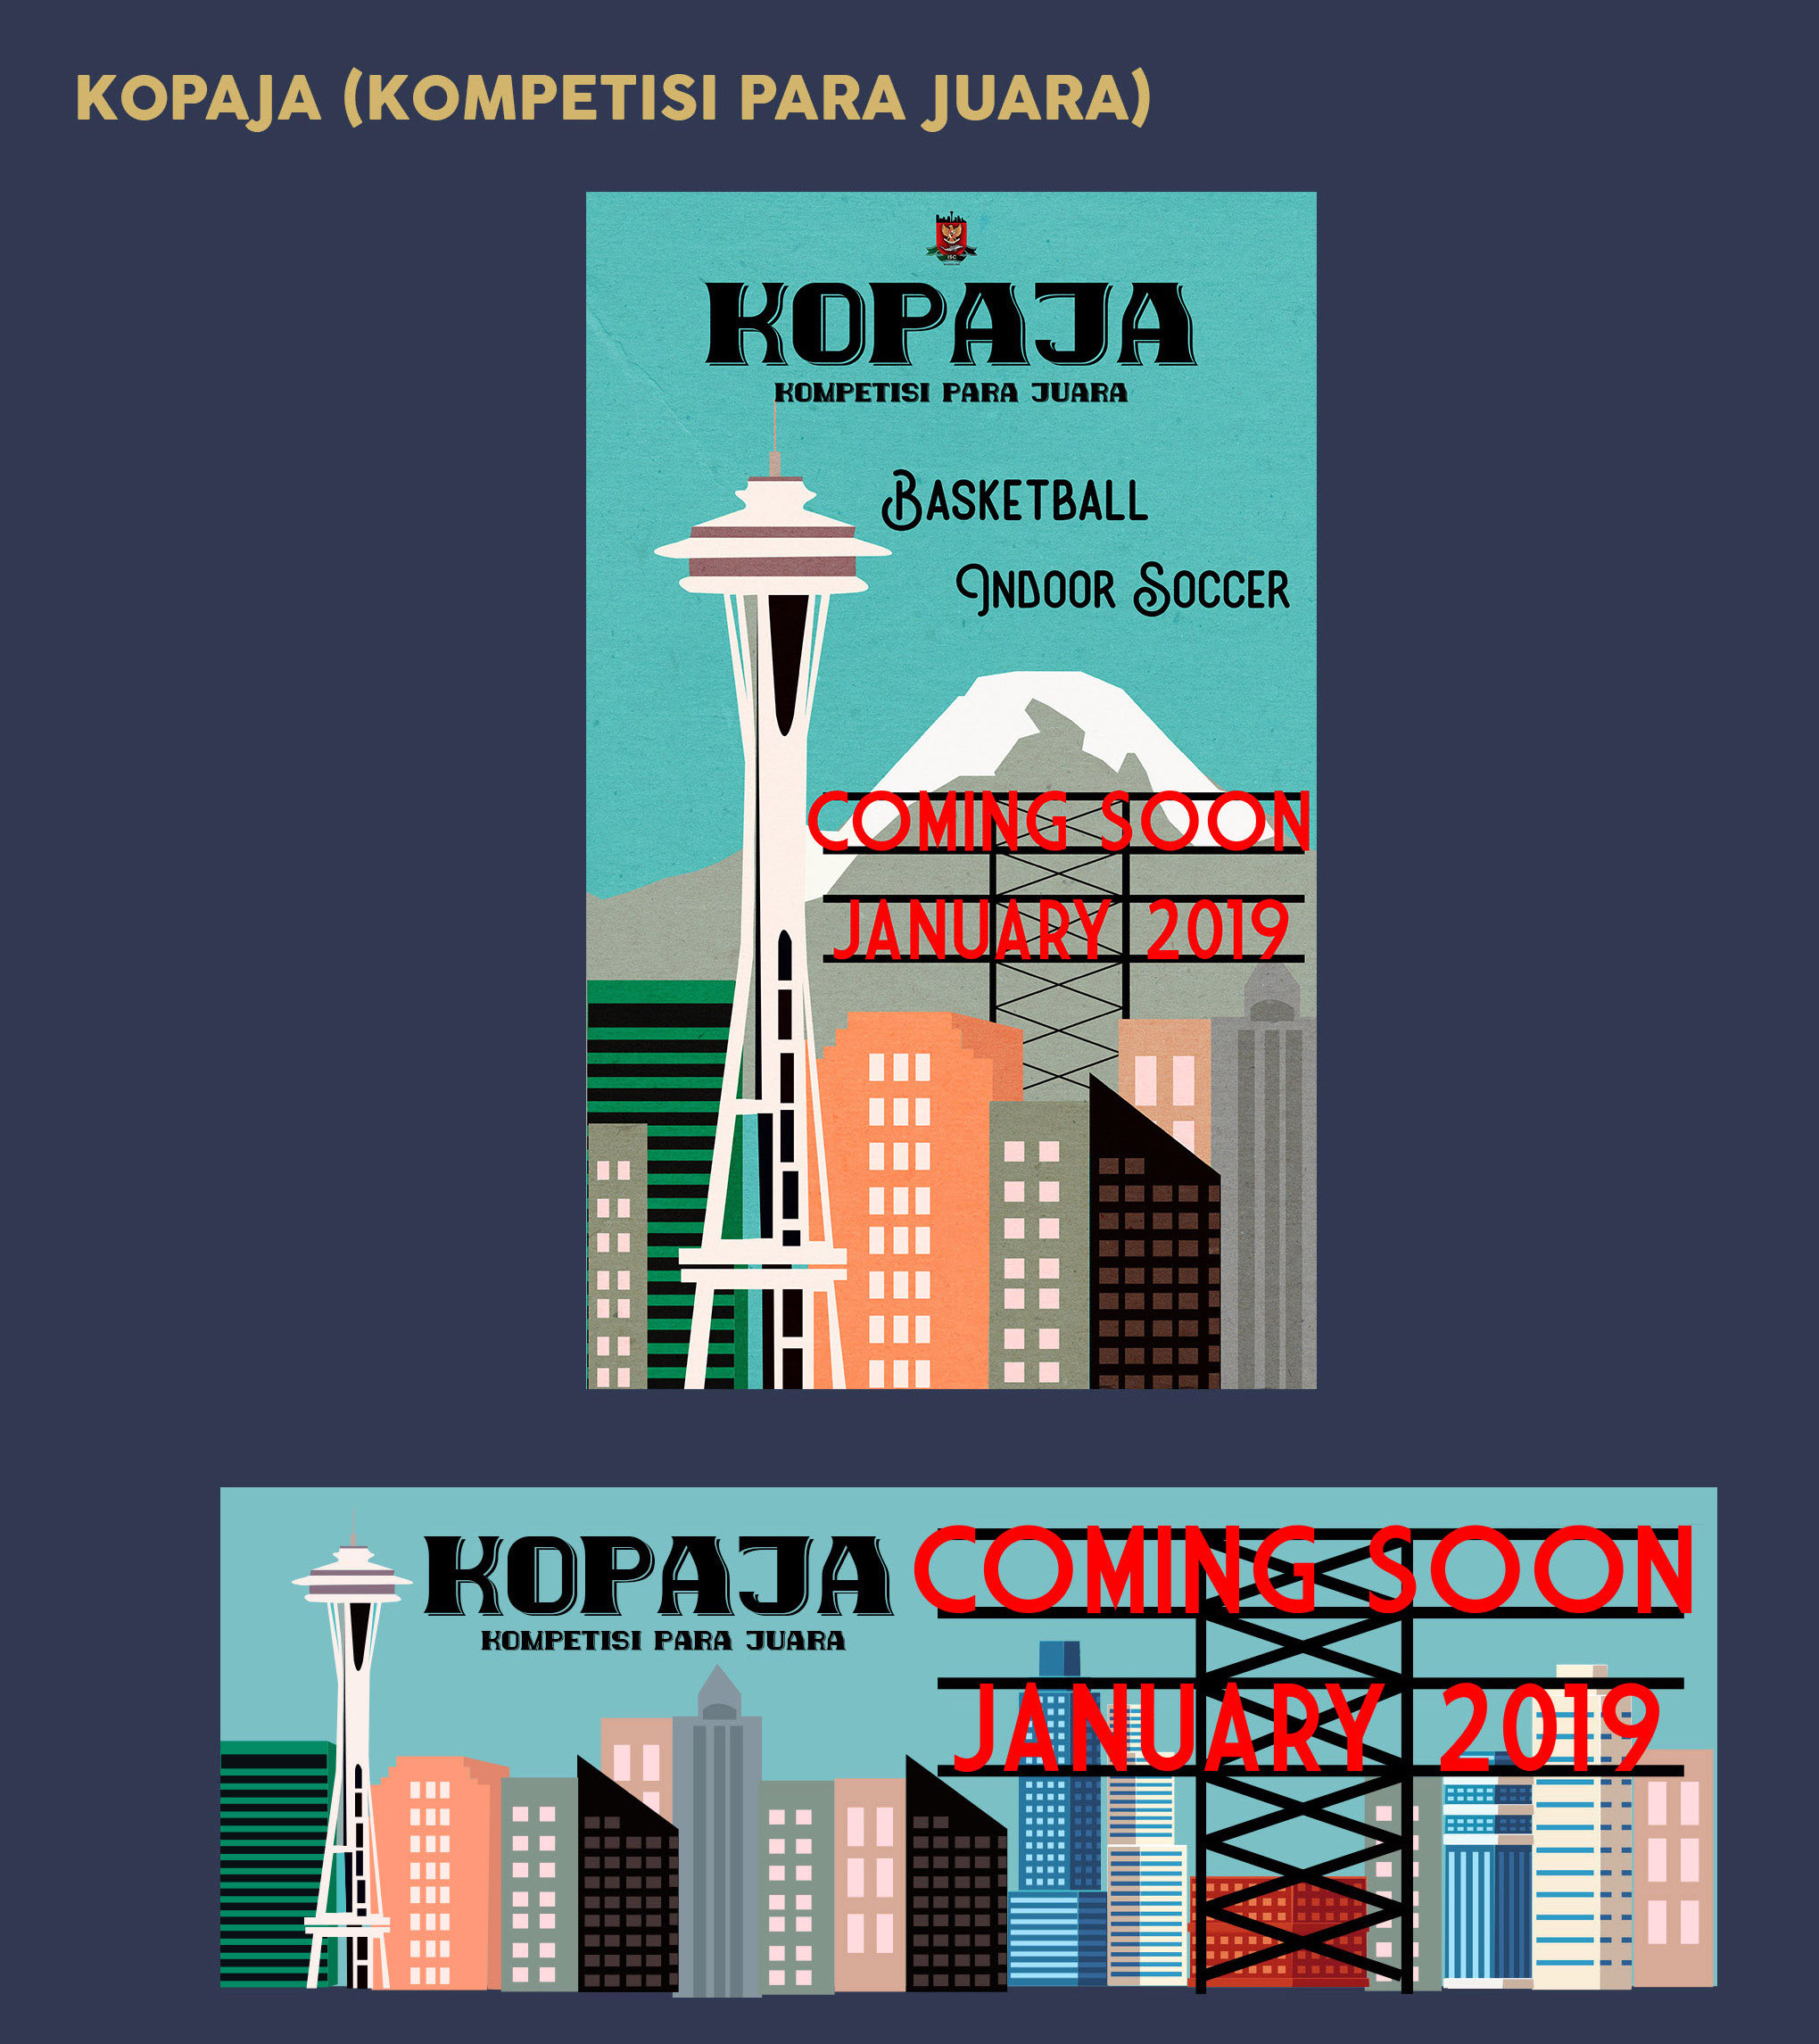 KOPAJA (KOMPETISI PARA JUARA)
ISC
KOPAJA
KOMPETISI PARA JUARA
BASKETBALL
INDOOR SOCCER
COMING SOON
JANUARY 2019
KOPAJA
KOMPETISI PARA JUARA
COMING SOON
JANUARY 2019